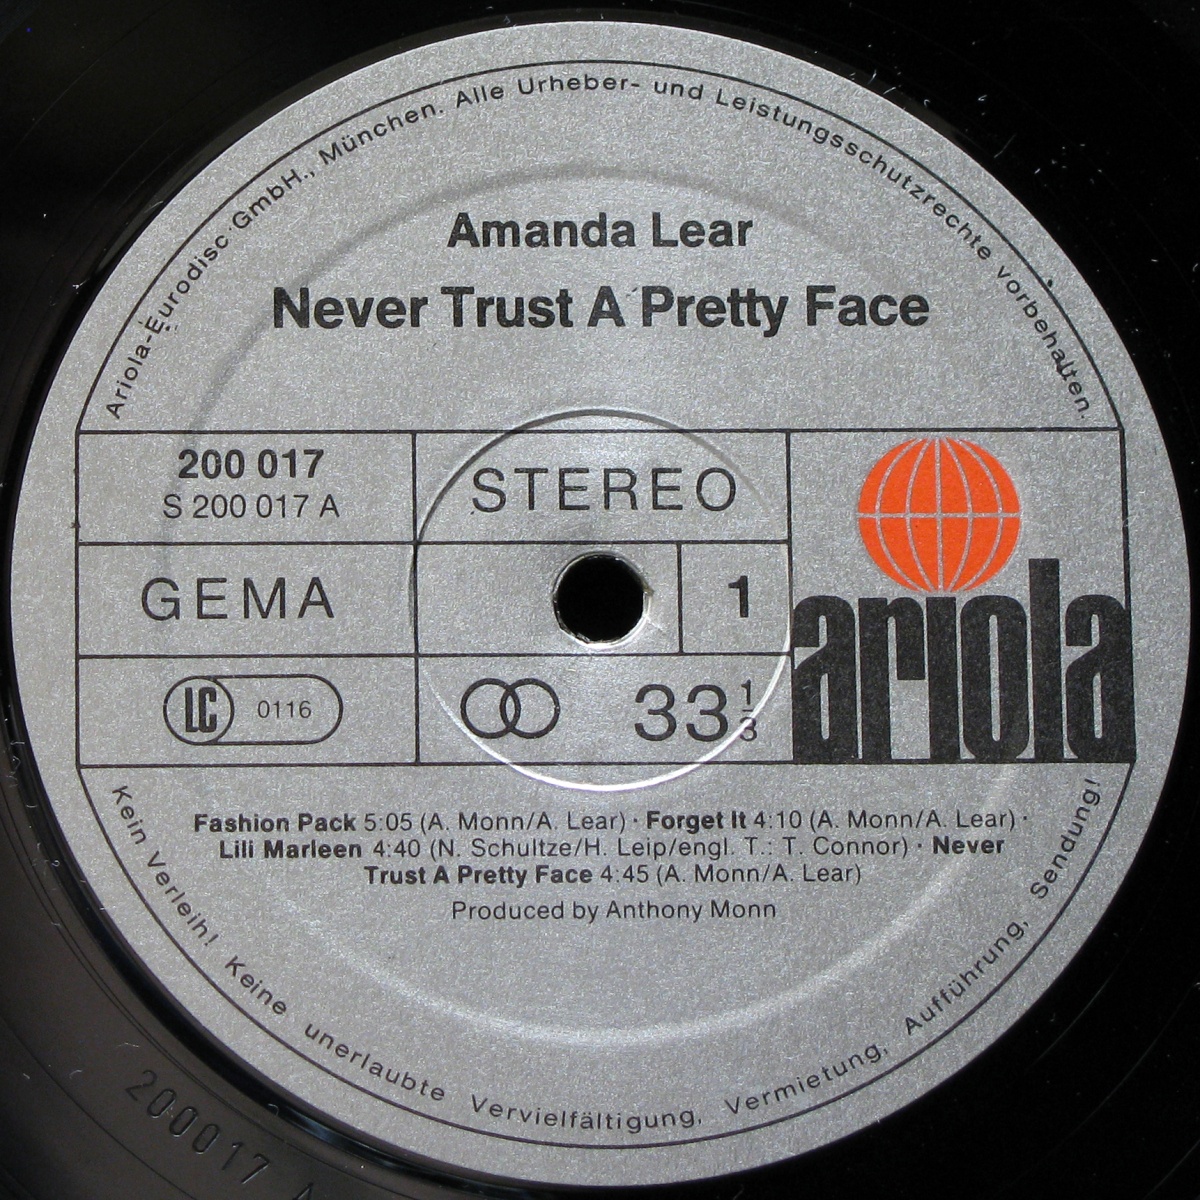 Ariola-Eurodisc GmbH., München. Alle Urheber- und Leistungsschutzrechte vorbehalten.
Amanda Lear
Never Trust A Pretty Face
200 017
S 200 017 A
STEREO
GEMA
1
LC 0116
33 1/3
ariola
Fashion Pack 5:05 (A. Monn/A. Lear) · Forget It 4:10 (A. Monn/A. Lear) ·
Lili Marleen 4:40 (N. Schultze/H. Leip/engl. T.: T. Connor) · Never
Trust A Pretty Face 4:45 (A. Monn/A. Lear)
Produced by Anthony Monn
Kein Verleih! Keine unerlaubte Vervielfältigung, Vermietung, Aufführung, Sendung!
200017 A